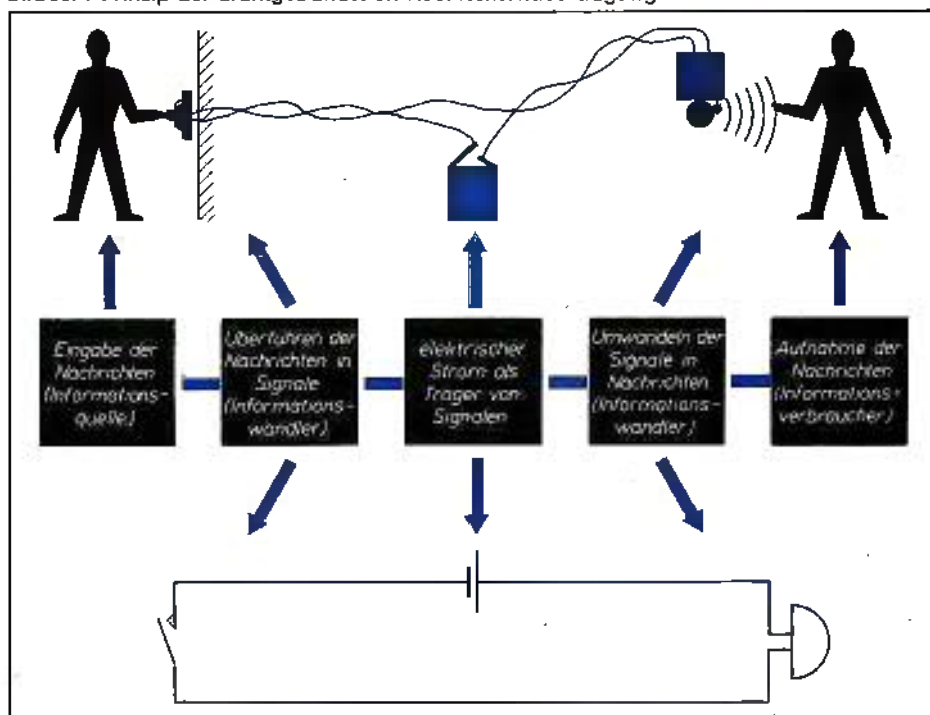 Eingabe der
Nachrichten
(Informations-
quelle)
Überführen der
Nachrichten in
Signale
(Informations-
wandler)
elektrischer
Strom als
Träger von
Signalen
Umwandeln der
Signale in
Nachrichten
(Informations-
wandler)
Aufnahme der
Nachrichten
(Informations-
verbraucher)